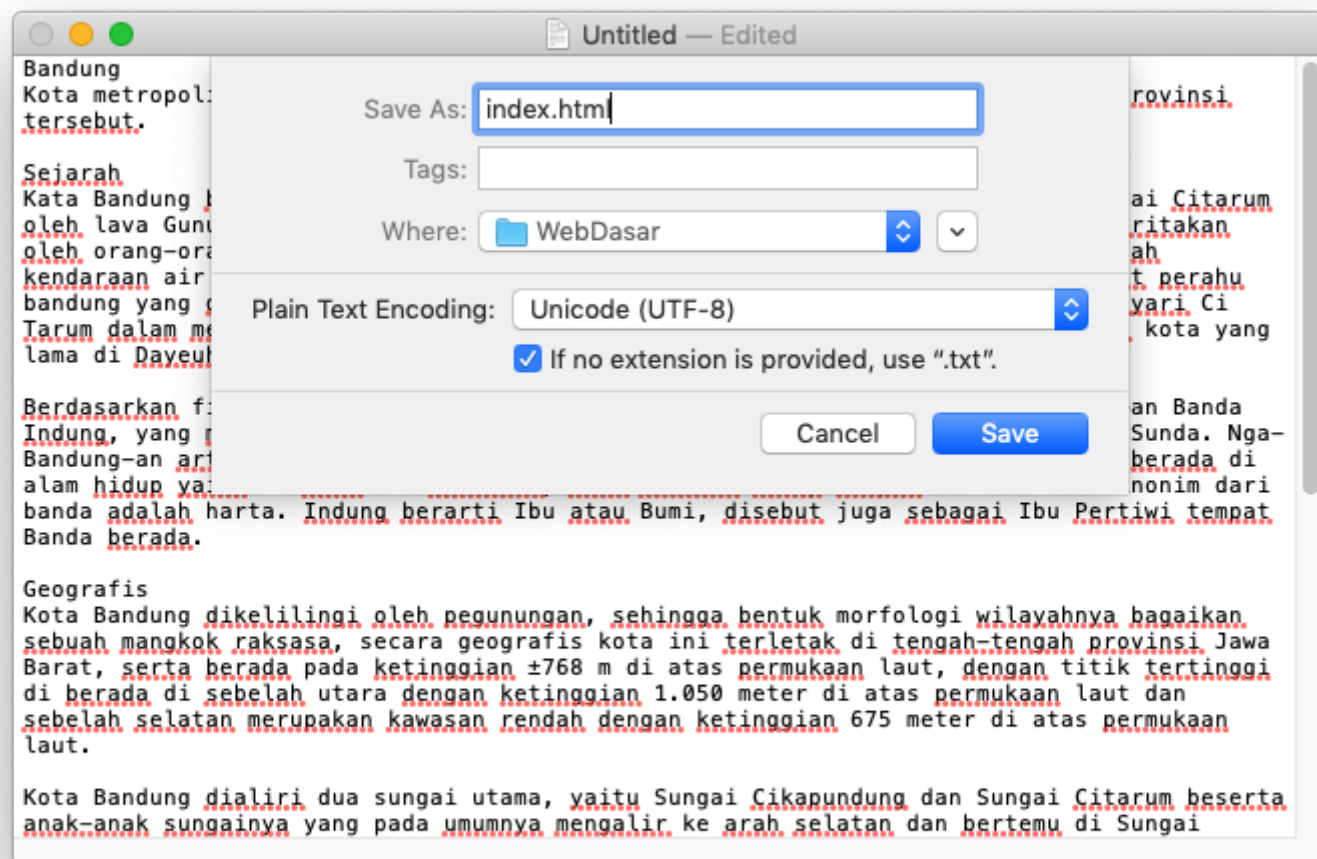 Untitled — Edited
Save As: index.html
Tags:
Where: WebDasar
Plain Text Encoding: Unicode (UTF-8)
If no extension is provided, use “.txt”.
Cancel Save
Bandung
Kota rovinsi
tersebut.
Sejarah
Kata Bandung ai Citarum
oleh lava ritakan
oleh ah
kendaraan air t perahu
bandung yang yari Ci
Tarum dalam kota yang
lama di
Berdasarkan an Banda
Indung, yang Sunda. Nga-
Bandung-an berada di
alam hidup nonim dari
banda adalah harta. Indung berarti Ibu atau Bumi, disebut juga sebagai Ibu Pertiwi tempat
Banda berada.
Geografis
Kota Bandung dikelilingi oleh pegunungan, sehingga bentuk morfologi wilayahnya bagaikan
sebuah mangkok raksasa, secara geografis kota ini terletak di tengah-tengah provinsi Jawa
Barat, serta berada pada ketinggian ±768 m di atas permukaan laut, dengan titik tertinggi
di berada di sebelah utara dengan ketinggian 1.050 meter di atas permukaan laut dan
sebelah selatan merupakan kawasan rendah dengan ketinggian 675 meter di atas permukaan
laut.
Kota Bandung dialiri dua sungai utama, yaitu Sungai Cikapundung dan Sungai Citarum beserta
anak-anak sungainya yang pada umumnya mengalir ke arah selatan dan bertemu di Sungai